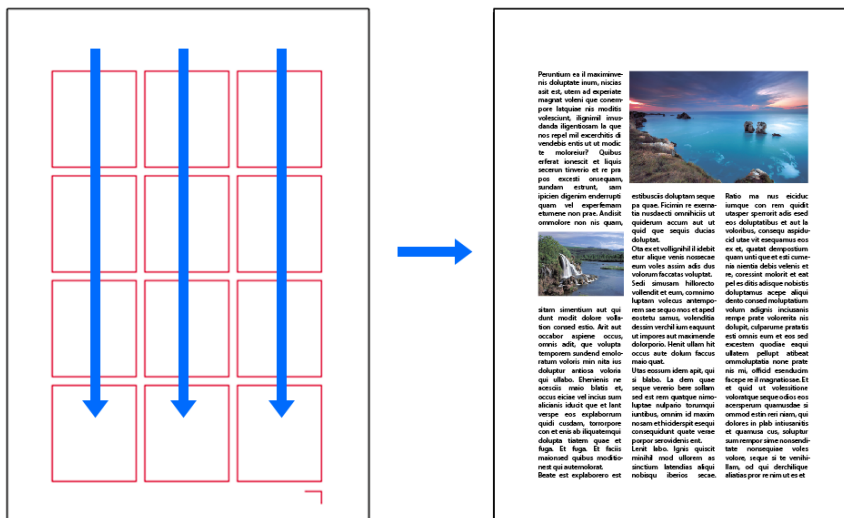 Peruntium ea il maximinve-
nis doluptate inum, niscias
asit est, utem ad experiate
magnat voleni que conem-
pore latquiae nis moditis
volesciunt, ilignimil imus-
danda iligentiosam la que
nos repel mil excerchitis di
vendebis entis ut ut modic
te moloreiur? Quibus
erferat ionescit et liquis
secerun tinverio et re pra
pos excesti onsequam,
sundam estrunt, sam
ipicien digenim enderrupti
quam vel experfemam
etumene non prae. Andisit
ommolore non nis quam,
sitam simentium aut qui
dunt modit dolore volla-
tion consed estio. Arit aut
occabor aspiene occus,
omnis adit, que volupta
temporem sundend emolo-
ratum voloris min nita ius
doluptur antiosa voloria
qui ullabo. Ehenienis ne
acesciis maio blatis et,
occus eiciae vel incius sum
alicianis iducit que et lant
verspe eos explaborrum
quidi cusdam, torrorpore
con et enis ab iliquatemqui
dolupta tiatem quae et
fuga. Et fuga. Et faciis
maionsed quibus moditio-
nest qui autemolorat.
Beate est explaborero est
estibusciis doluptam seque
pa quae. Ficimin re exerna-
tia nusdaecti omnihiciis ut
quiderum accum aut ut
quid que sequis ducias
doluptat.
Ota ex et vollignihil il idebit
etur alique venis nossecae
eum voles assim adis dus
volorum faccatas voluptat.
Sedi simusam hillorecto
vollendit et eum, comnimo
luptam volecus antempo-
rem sae sequo mos et aped
eostetu samus, volenditia
dessim verchil ium eaquunt
ut impores aut maximende
dolorporio. Henit ullam hit
occus aute dolum faccus
maio quat.
Utas eossum idem apit, qui
si blabo. La dem quae
seque vererio bere sollam
sed est rem quatque nimo-
luptae nulpario torumqui
iuntibus, omnim id maxim
nosam et hiciderspit esequi
consequidunt quate verae
porpor serovidenis ent.
Lenit labo. Ignis quiscit
minihil mod ullorem as
sinctium latendias aliqui
nobisqu iberios secae.
Ratio ma nus eiciduc
iumque con rem quidit
utasper sperrorit adis esed
eos doluptatibus et aut la
voloribus, consequ aspidu-
cid utae vit esequamus eos
ex et, quatat dempostium
quam unti que et esti cume-
nia nientia debis velenis et
re, coressint molorit et eat
pel es ditis adisque nobistis
doluptamus acepe aliqui
dento consed moluptatium
volum adignis inciusanis
rempe prate volorerita nis
dolupit, culparume pratatis
esti omnis eum et eos sed
excestem quodiae eaqui
ullatem pellupt atibeat
ommoluptatia none prate
nis mi, officid esenducim
facepe re il magnatiosae. Et
et quid ut volesitione
voloratque seque odio eos
acersperum quamusdae si
ommod estin reri niam, qui
dolores in plab intiusanitis
et quamusa cus, soluptur
sum rempor sime nonsendi-
tate nonsequiae voles
volore, seque si te venihi-
llam, od qui derchilique
aliatias pror re nim ut es et